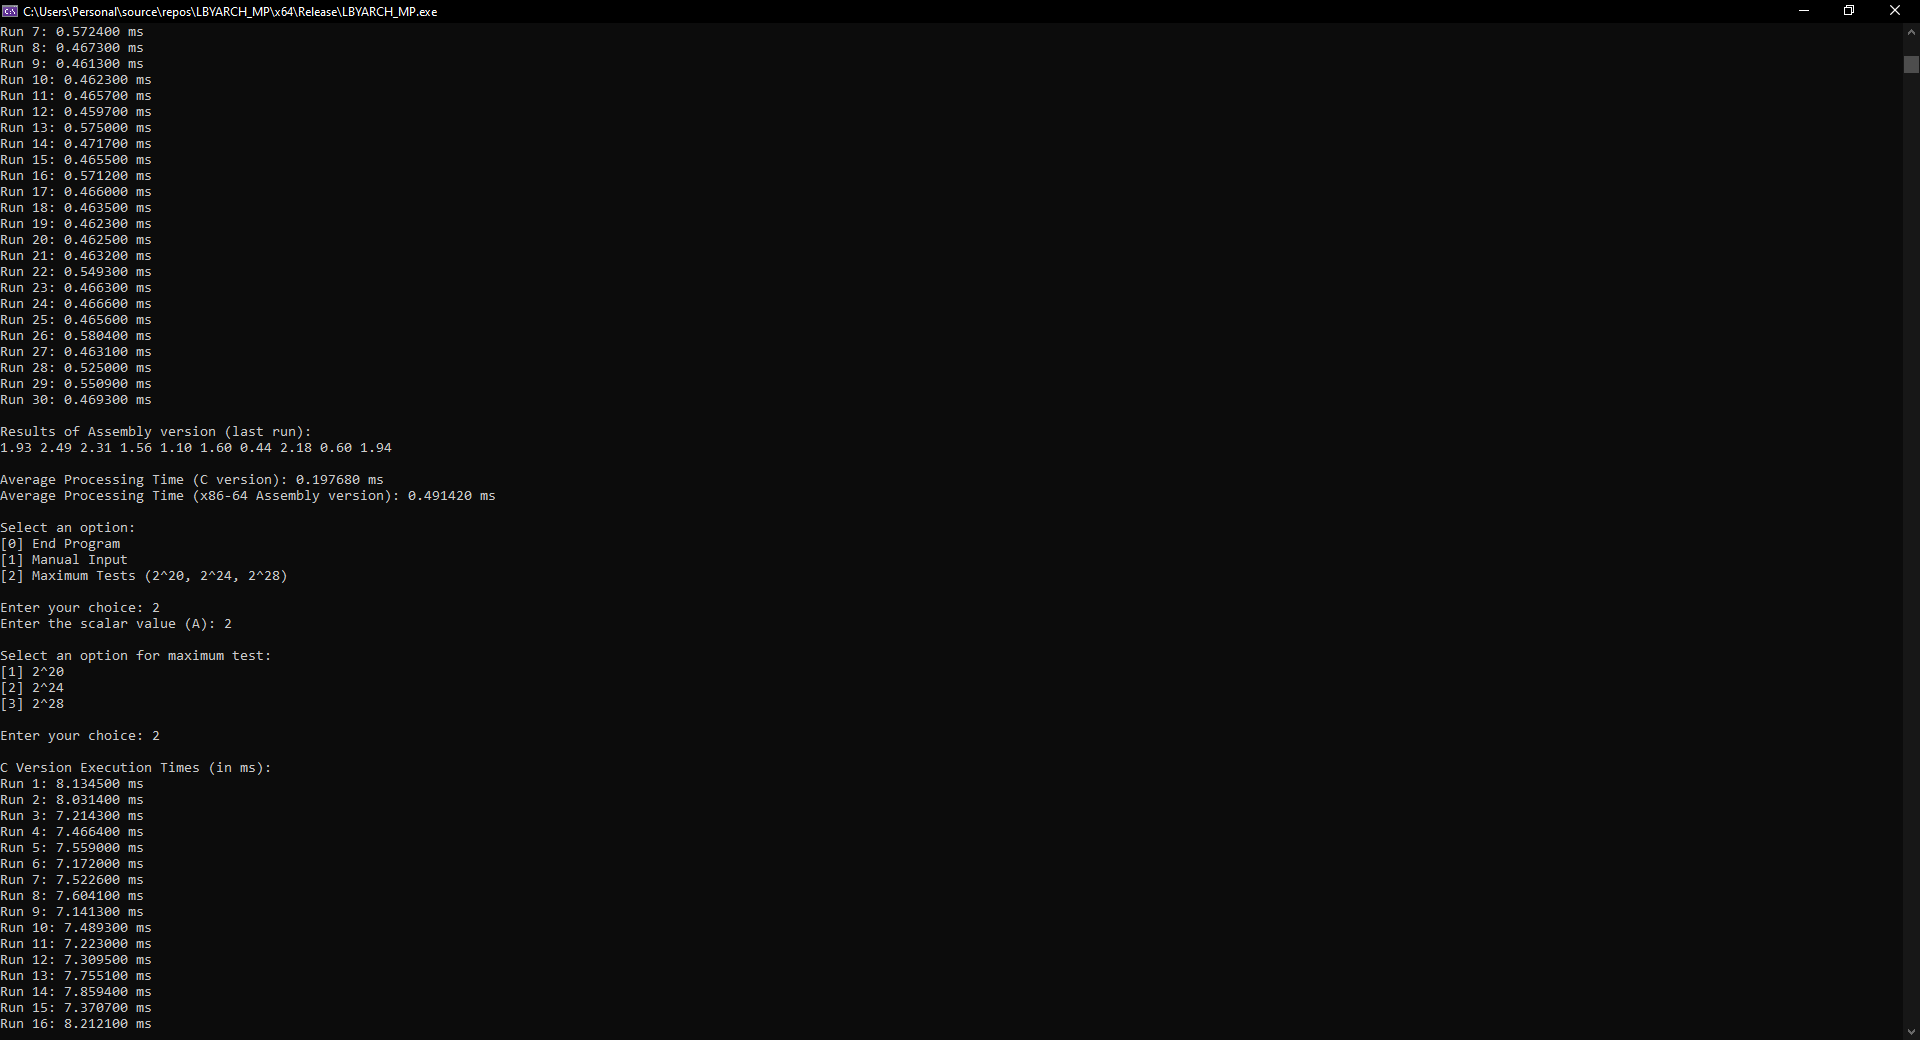 C:\Users\Personal\source\repos\LBYARCH_MP\x64\Release\LBYARCH_MP.exe
Run 7: 0.572400 ms
Run 8: 0.467300 ms
Run 9: 0.461300 ms
Run 10: 0.462300 ms
Run 11: 0.465700 ms
Run 12: 0.459700 ms
Run 13: 0.575000 ms
Run 14: 0.471700 ms
Run 15: 0.465500 ms
Run 16: 0.571200 ms
Run 17: 0.466000 ms
Run 18: 0.463500 ms
Run 19: 0.462300 ms
Run 20: 0.462500 ms
Run 21: 0.463200 ms
Run 22: 0.549300 ms
Run 23: 0.466300 ms
Run 24: 0.466600 ms
Run 25: 0.465600 ms
Run 26: 0.580400 ms
Run 27: 0.463100 ms
Run 28: 0.525000 ms
Run 29: 0.550900 ms
Run 30: 0.469300 ms
Results of Assembly version (last run):
1.93 2.49 2.31 1.56 1.10 1.60 0.44 2.18 0.60 1.94
Average Processing Time (C version): 0.197680 ms
Average Processing Time (x86-64 Assembly version): 0.491420 ms
Select an option:
[0] End Program
[1] Manual Input
[2] Maximum Tests (2^20, 2^24, 2^28)
Enter your choice: 2
Enter the scalar value (A): 2
Select an option for maximum test:
[1] 2^20
[2] 2^24
[3] 2^28
Enter your choice: 2
C Version Execution Times (in ms):
Run 1: 8.134500 ms
Run 2: 8.031400 ms
Run 3: 7.214300 ms
Run 4: 7.466400 ms
Run 5: 7.559000 ms
Run 6: 7.172000 ms
Run 7: 7.522600 ms
Run 8: 7.604100 ms
Run 9: 7.141300 ms
Run 10: 7.489300 ms
Run 11: 7.223000 ms
Run 12: 7.309500 ms
Run 13: 7.755100 ms
Run 14: 7.859400 ms
Run 15: 7.370700 ms
Run 16: 8.212100 ms